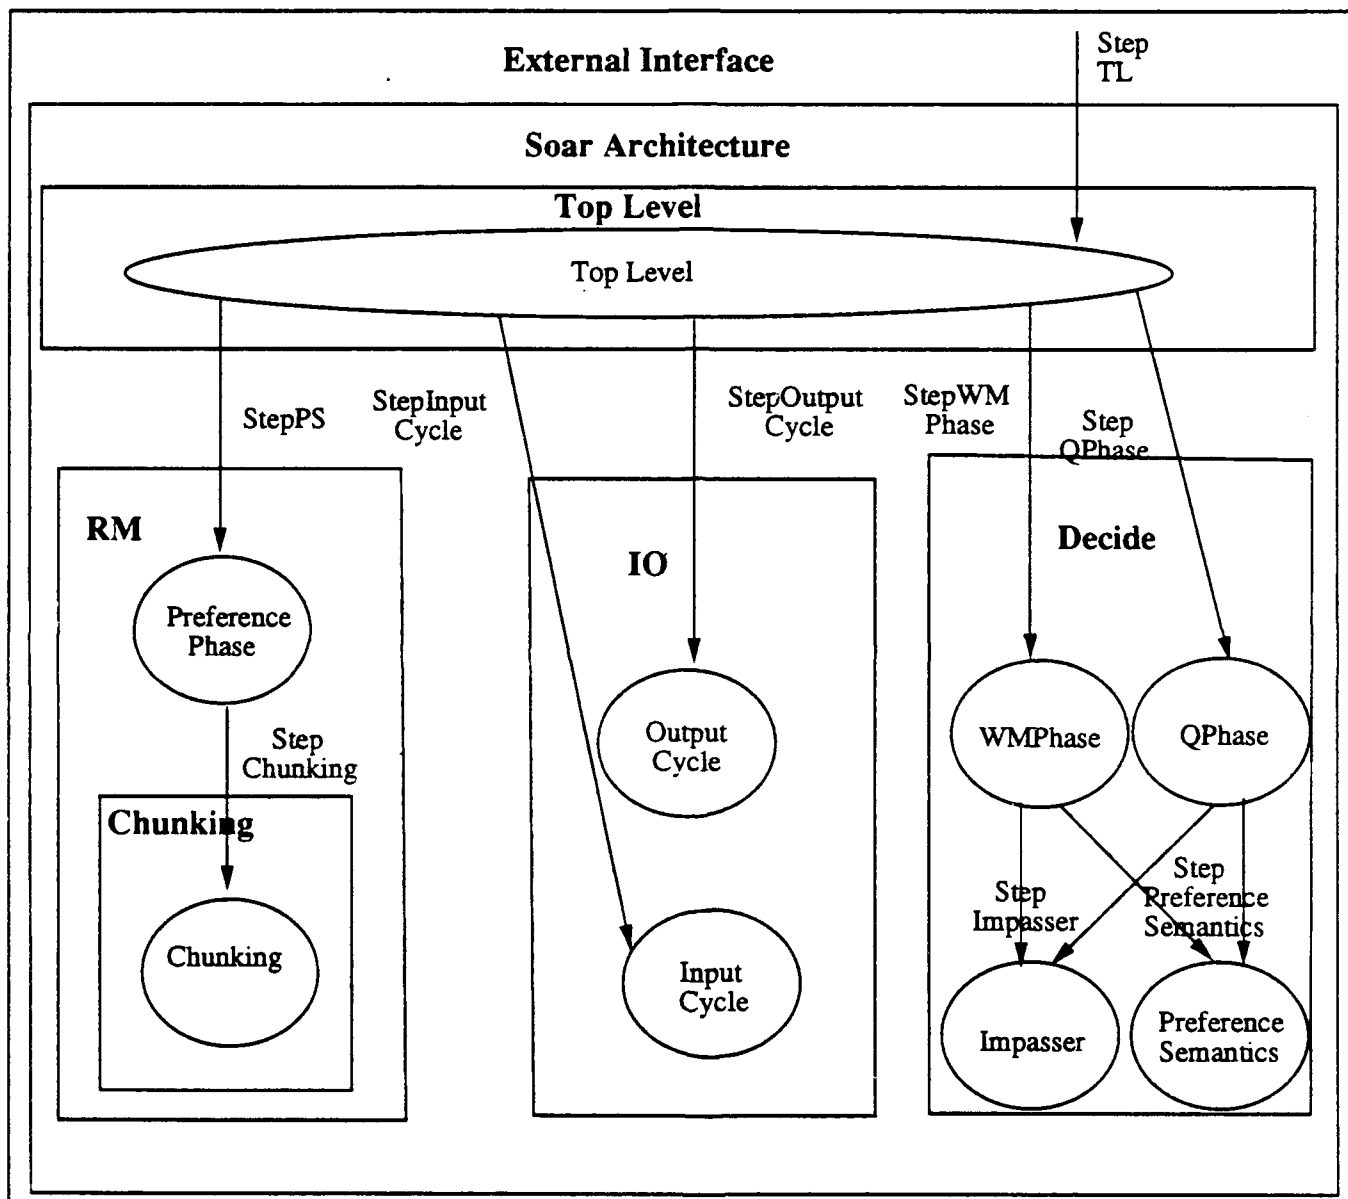 External Interface
Step
TL
Soar Architecture
Top Level
Top Level
StepPS
StepInput
Cycle
StepOutput
Cycle
StepWM
Phase
Step
QPhase
RM
IO
Decide
Preference
Phase
Output
Cycle
WMPhase
QPhase
Step
Chunking
Chunking
Chunking
Step
Impasser
Step
Preference
Semantics
Input
Cycle
Impasser
Preference
Semantics